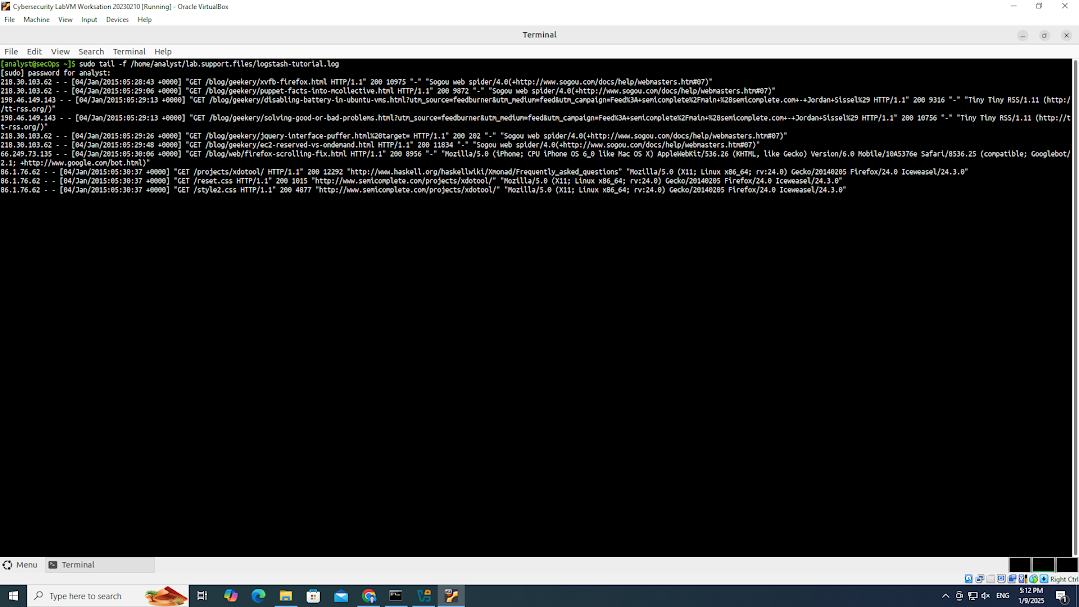 Cybersecurity LabVM Worksation 20230210 [Running] - Oracle VirtualBox
File Machine View Input Devices Help
Terminal
File Edit View Search Terminal Help
[analyst@secOps ~]$ sudo tail -f /home/analyst/lab.support.files/logstash-tutorial.log
[sudo] password for analyst:
218.30.103.62 - - [04/Jan/2015:05:28:43 +0000] "GET /blog/geekery/xvfb-firefox.html HTTP/1.1" 200 10975 "-" "Sogou web spider/4.0(+http://www.sogou.com/docs/help/webmasters.htm#07)"
218.30.103.62 - - [04/Jan/2015:05:29:06 +0000] "GET /blog/geekery/puppet-facts-into-mcollective.html HTTP/1.1" 200 9872 "-" "Sogou web spider/4.0(+http://www.sogou.com/docs/help/webmasters.htm#07)"
198.46.149.143 - - [04/Jan/2015:05:29:13 +0000] "GET /blog/geekery/disabling-battery-in-ubuntu-vms.html?utm_source=feedburner&utm_medium=feed&utm_campaign=Feed%3A+semicomplete%2Fmain+%28semicomplete.com+-+Jordan+Sissel%29 HTTP/1.1" 200 9316 "-" "Tiny Tiny RSS/1.11 (http:/
/tt-rss.org/)"
198.46.149.143 - - [04/Jan/2015:05:29:13 +0000] "GET /blog/geekery/solving-good-or-bad-problems.html?utm_source=feedburner&utm_medium=feed&utm_campaign=Feed%3A+semicomplete%2Fmain+%28semicomplete.com+-+Jordan+Sissel%29 HTTP/1.1" 200 10756 "-" "Tiny Tiny RSS/1.11 (http://t
t-rss.org/)"
218.30.103.62 - - [04/Jan/2015:05:29:26 +0000] "GET /blog/geekery/jquery-interface-puffer.html%20target= HTTP/1.1" 200 202 "-" "Sogou web spider/4.0(+http://www.sogou.com/docs/help/webmasters.htm#07)"
218.30.103.62 - - [04/Jan/2015:05:29:48 +0000] "GET /blog/geekery/ec2-reserved-vs-ondemand.html HTTP/1.1" 200 11834 "-" "Sogou web spider/4.0(+http://www.sogou.com/docs/help/webmasters.htm#07)"
66.249.73.135 - - [04/Jan/2015:05:30:06 +0000] "GET /blog/web/firefox-scrolling-fix.html HTTP/1.1" 200 8956 "-" "Mozilla/5.0 (iPhone; CPU iPhone OS 6_0 like Mac OS X) AppleWebKit/536.26 (KHTML, like Gecko) Version/6.0 Mobile/10A5376e Safari/8536.25 (compatible; Googlebot/
2.1; +http://www.google.com/bot.html)"
86.1.76.62 - - [04/Jan/2015:05:30:37 +0000] "GET /projects/xdotool/ HTTP/1.1" 200 12292 "http://www.haskell.org/haskellwiki/Xmonad/Frequently_asked_questions" "Mozilla/5.0 (X11; Linux x86_64; rv:24.0) Gecko/20140205 Firefox/24.0 Iceweasel/24.3.0"
86.1.76.62 - - [04/Jan/2015:05:30:37 +0000] "GET /reset.css HTTP/1.1" 200 1015 "http://www.semicomplete.com/projects/xdotool/" "Mozilla/5.0 (X11; Linux x86_64; rv:24.0) Gecko/20140205 Firefox/24.0 Iceweasel/24.3.0"
86.1.76.62 - - [04/Jan/2015:05:30:37 +0000] "GET /style2.css HTTP/1.1" 200 4877 "http://www.semicomplete.com/projects/xdotool/" "Mozilla/5.0 (X11; Linux x86_64; rv:24.0) Gecko/20140205 Firefox/24.0 Iceweasel/24.3.0"
Menu Terminal
Right Ctrl
Type here to search
ENG
5:12 PM
1/9/2025